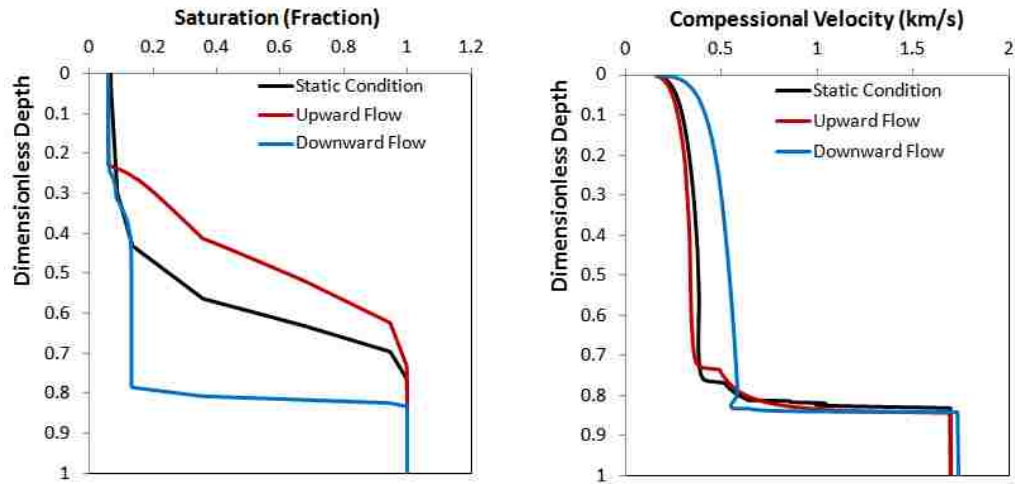 Saturation (Fraction)
0 0.2 0.4 0.6 0.8 1 1.2
Dimensionless Depth
0
0.1
0.2
0.3
0.4
0.5
0.6
0.7
0.8
0.9
1
Static Condition
Upward Flow
Downward Flow
Compessional Velocity (km/s)
0 0.5 1 1.5 2
Dimensionless Depth
0
0.1
0.2
0.3
0.4
0.5
0.6
0.7
0.8
0.9
1
Static Condition
Upward Flow
Downward Flow